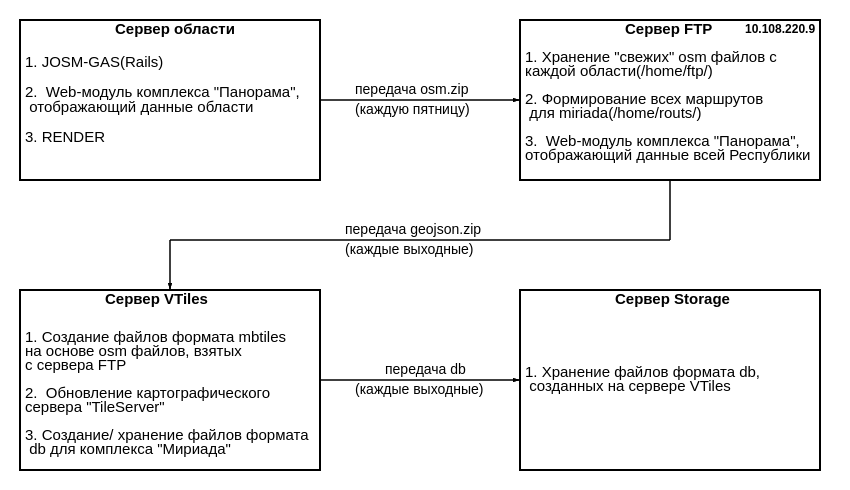 Сервер области
1. JOSM-GAS(Rails)
2.  Web-модуль комплекса "Панорама",
отображающий данные области
3. RENDER
передача osm.zip
(каждую пятницу)
Сервер FTP
10.108.220.9
1. Хранение "свежих" osm файлов с
каждой области(/home/ftp/)
2. Формирование всех маршрутов
для miriada(/home/routs/)
3.  Web-модуль комплекса "Панорама",
отображающий данные всей Республики
передача geojson.zip
(каждые выходные)
Сервер VTiles
1. Создание файлов формата mbtiles
на основе osm файлов, взятых
с сервера FTP
2.  Обновление картографического
сервера "TileServer"
3. Создание/ хранение файлов формата
db для комплекса "Мириада"
передача db
(каждые выходные)
Сервер Storage
1. Хранение файлов формата db,
созданных на сервере VTiles